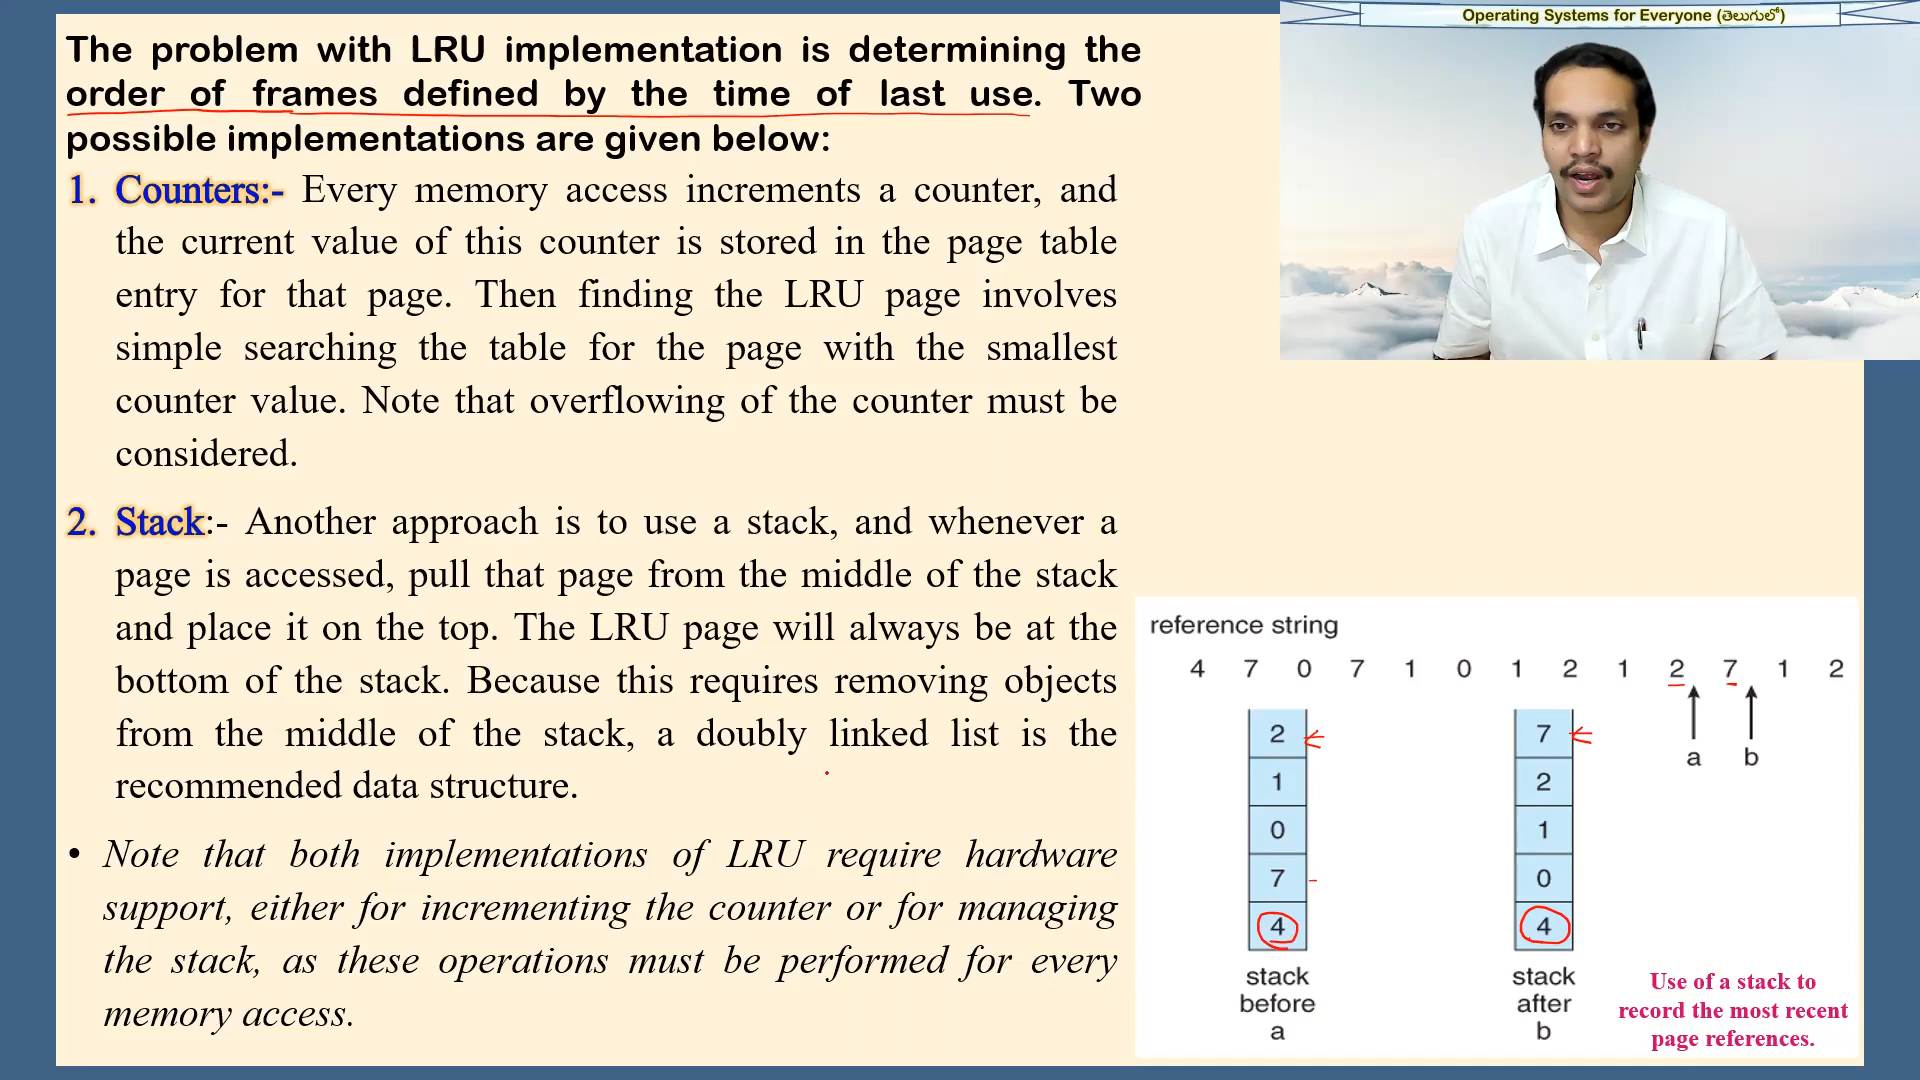 Operating Systems for Everyone (తెలుగులో)
The problem with LRU implementation is determining the
order of frames defined by the time of last use. Two
possible implementations are given below:
1. Counters:- Every memory access increments a counter, and
the current value of this counter is stored in the page table
entry for that page. Then finding the LRU page involves
simple searching the table for the page with the smallest
counter value. Note that overflowing of the counter must be
considered.
2. Stack:- Another approach is to use a stack, and whenever a
page is accessed, pull that page from the middle of the stack
and place it on the top. The LRU page will always be at the
bottom of the stack. Because this requires removing objects
from the middle of the stack, a doubly linked list is the
recommended data structure.
• Note that both implementations of LRU require hardware
support, either for incrementing the counter or for managing
the stack, as these operations must be performed for every
memory access.
reference string
4 7 0 7 1 0 1 2 1 2 7 1 2
a b
2
1
0
7
4
stack
before
a
7
2
1
0
4
stack
after
b
Use of a stack to
record the most recent
page references.